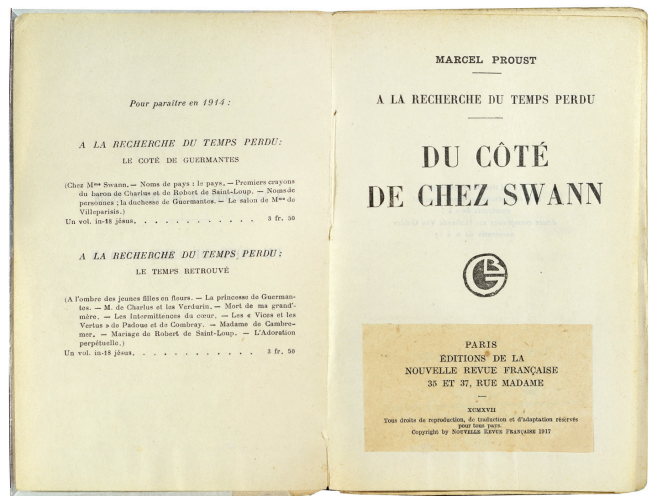 Pour paraître en 1914 :
A LA RECHERCHE DU TEMPS PERDU:
LE COTÉ DE GUERMANTES
(Chez Mme Swann. — Noms de pays : le pays. — Premiers crayons
du baron de Charlus et de Robert de Saint-Loup. — Noms de
personnes ; la duchesse de Guermantes. — Le salon de Mme de
Villeparisis.)
Un vol. in-18 jésus. . . . . . . . . . . . 3 fr. 50
A LA RECHERCHE DU TEMPS PERDU:
LE TEMPS RETROUVÉ
(A l'ombre des jeunes filles en fleurs. — La princesse de Guerman-
tes. — M. de Charlus et les Verdurin. — Mort de ma grand'-
mère. — Les Intermittences du cœur. — Les « Vices et les
Vertus » de Padoue et de Combray. — Madame de Cambre-
mer. — Mariage de Robert de Saint-Loup. — L'Adoration
perpétuelle.)
Un vol. in-18 jésus. . . . . . . . . . . . 3 fr. 50
MARCEL PROUST
A LA RECHERCHE DU TEMPS PERDU
DU CÔTÉ
DE CHEZ SWANN
BG
PARIS
ÉDITIONS DE LA
NOUVELLE REVUE FRANÇAISE
35 ET 37, RUE MADAME
XCMXVII
Tous droits de reproduction, de traduction et d'adaptation réservés
pour tous pays.
Copyright by NOUVELLE REVUE FRANÇAISE 1917